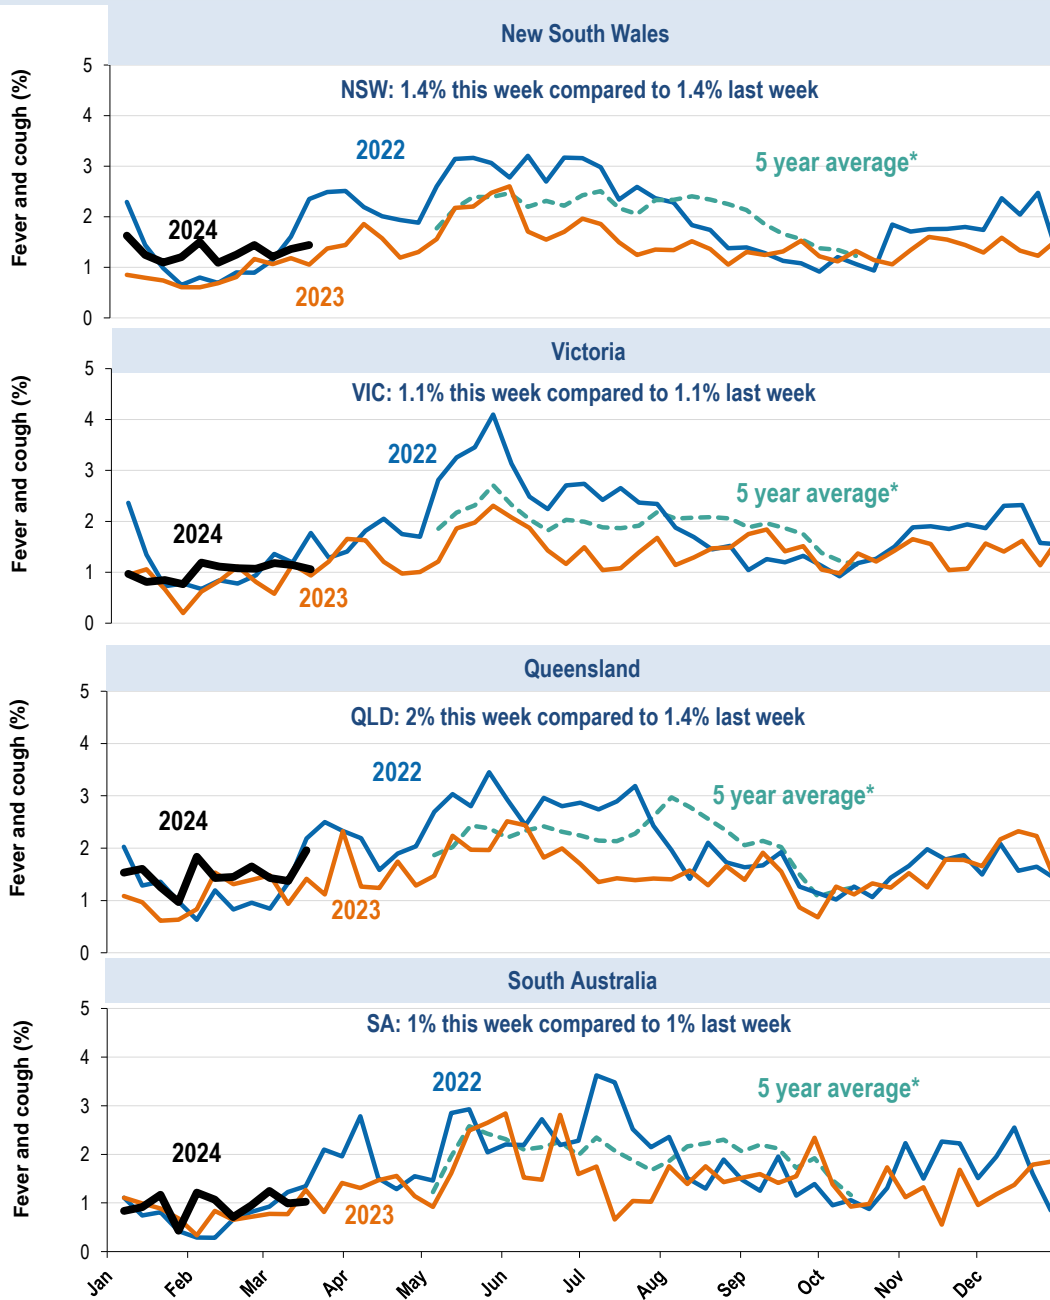 New South Wales
Fever and cough (%)
5
4
3
2
1
0
NSW: 1.4% this week compared to 1.4% last week
2022
5 year average*
2024
2023
Victoria
Fever and cough (%)
5
4
3
2
1
0
VIC: 1.1% this week compared to 1.1% last week
2022
5 year average*
2024
2023
Queensland
Fever and cough (%)
5
4
3
2
1
0
QLD: 2% this week compared to 1.4% last week
2022
5 year average*
2024
2023
South Australia
Fever and cough (%)
5
4
3
2
1
0
SA: 1% this week compared to 1% last week
2022
5 year average*
2024
2023
Jan
Feb
Mar
Apr
May
Jun
Jul
Aug
Sep
Oct
Nov
Dec